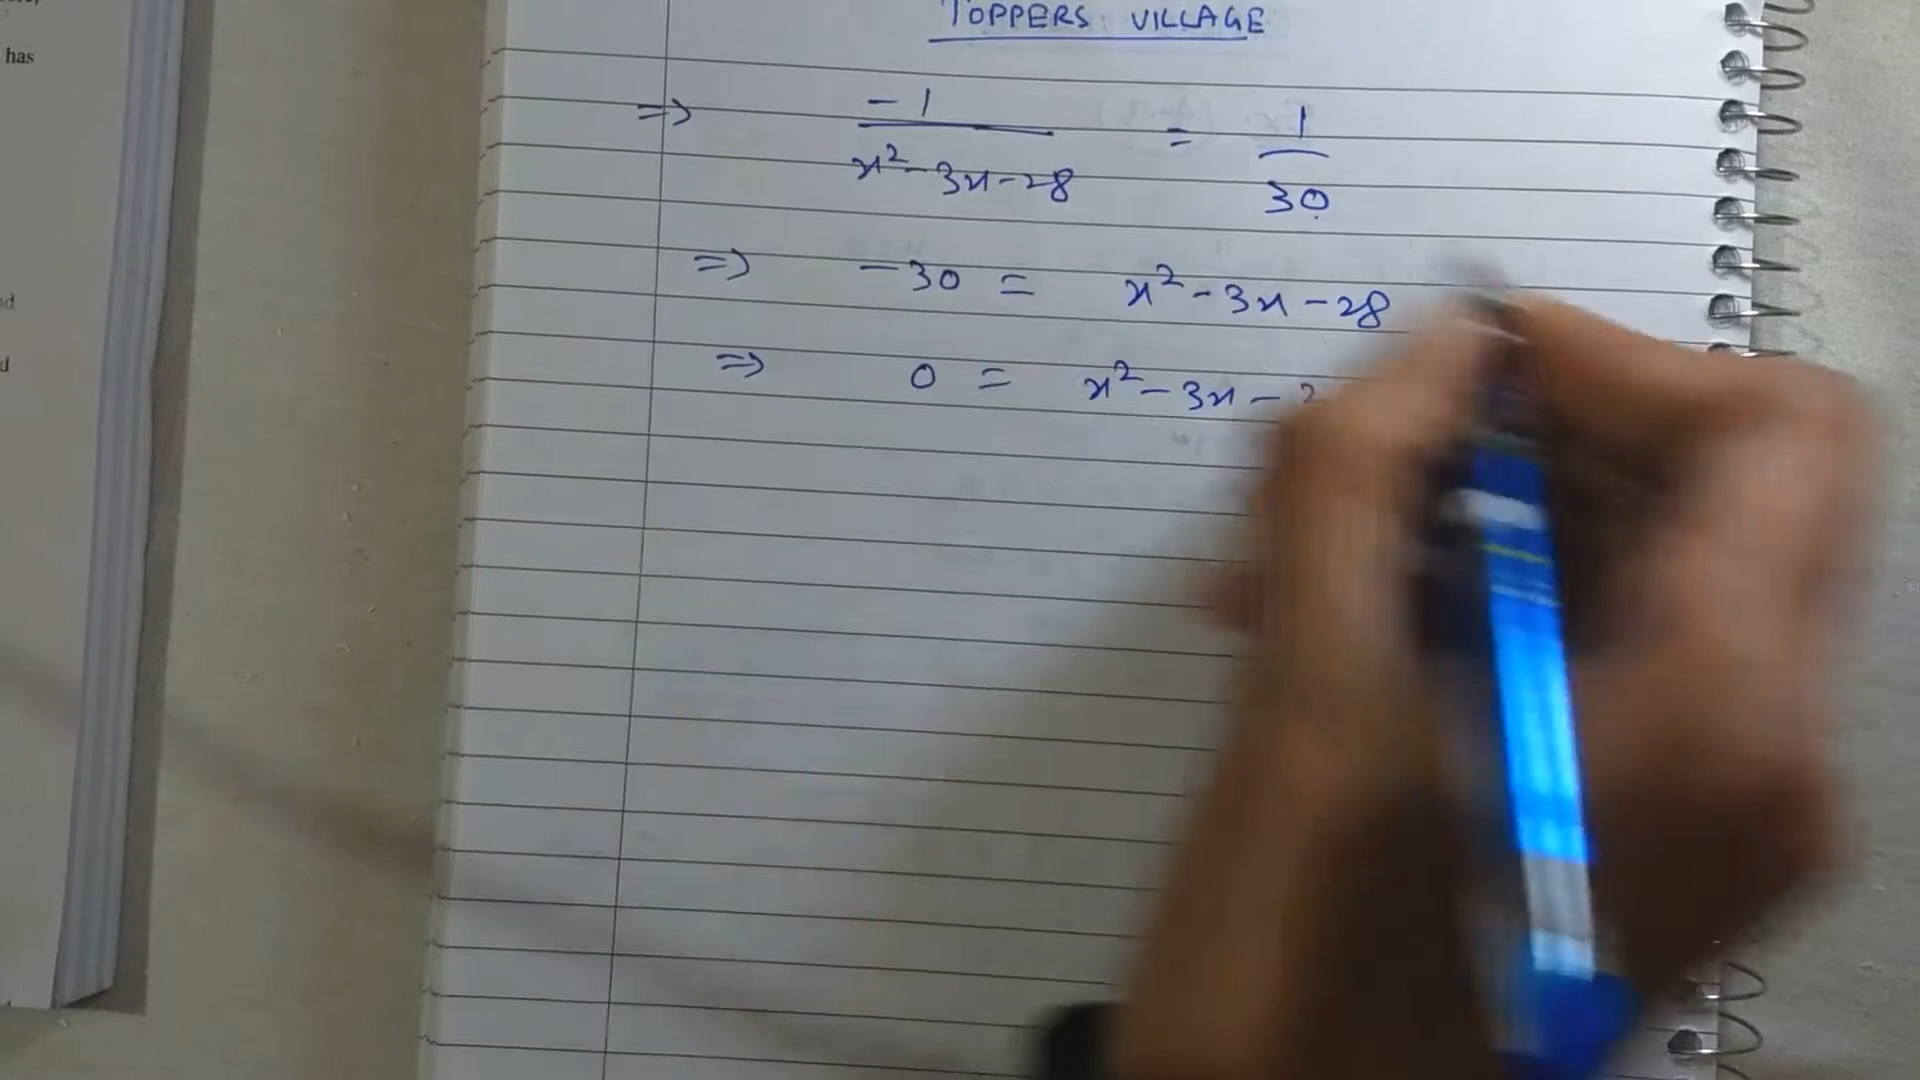 has
d
TOPPERS VILLAGE
=> -1/(x²-3x-28) = 1/30
=> -30 = x²-3x-28
=> 0 = x²-3x-